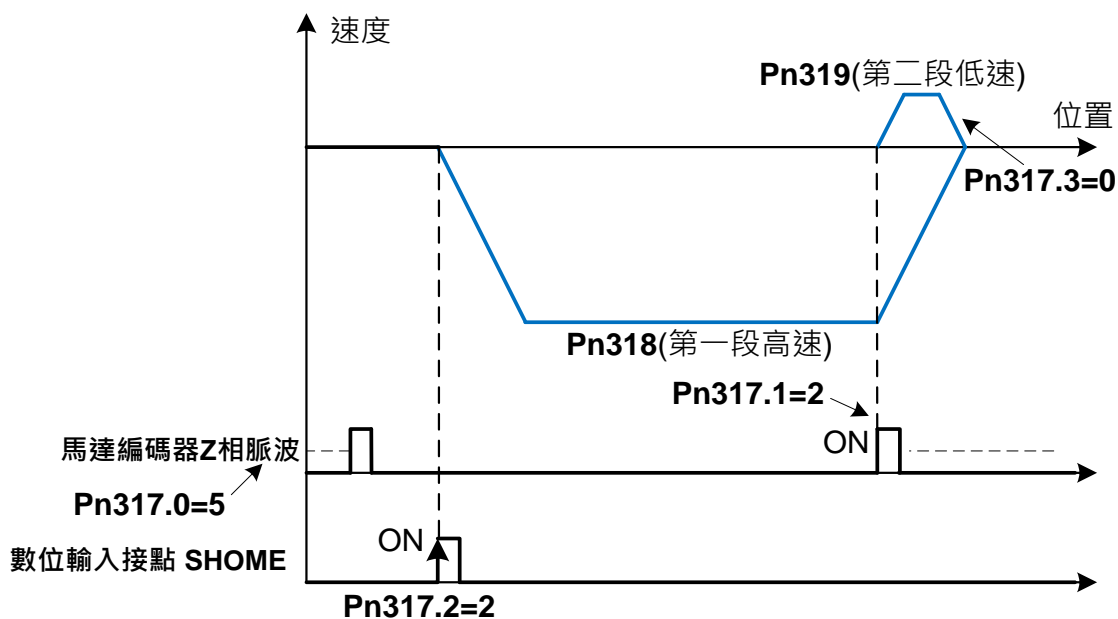 速度
Pn319(第二段低速)
位置
Pn317.3=0
Pn318(第一段高速)
Pn317.1=2
馬達編碼器Z相脈波
ON
Pn317.0=5
ON
數位輸入接點 SHOME
Pn317.2=2